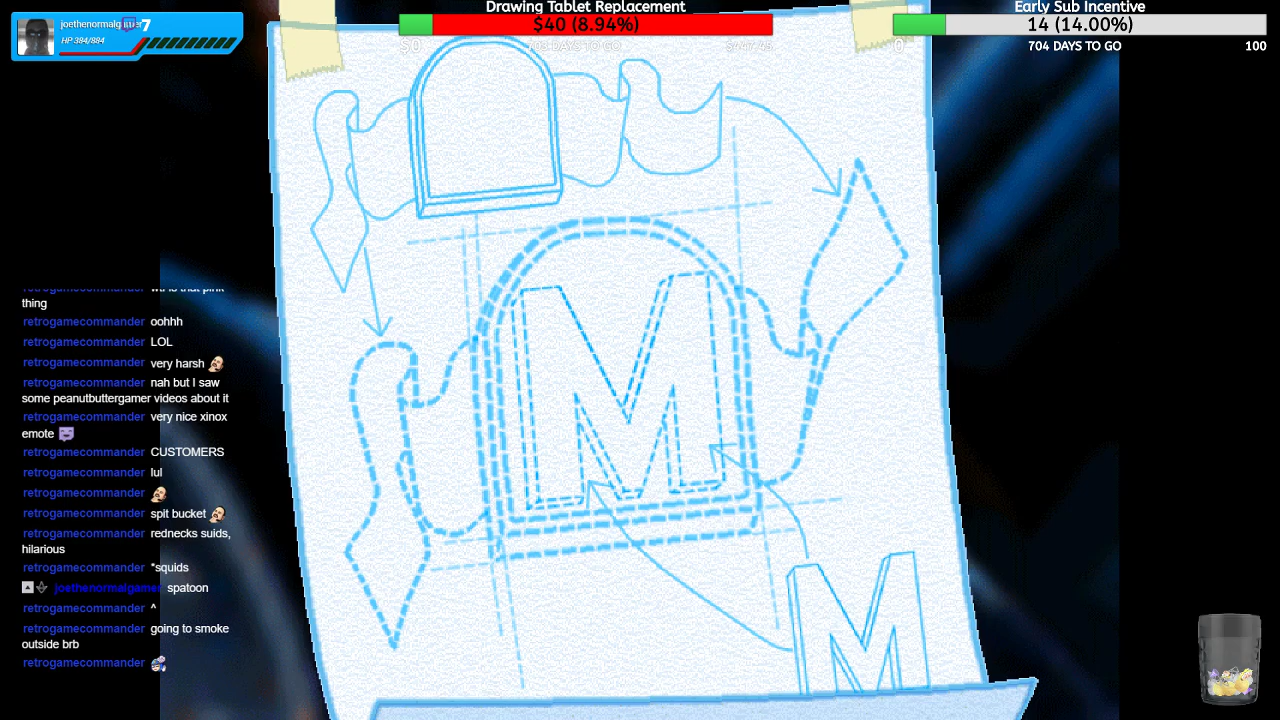 Drawing Tablet Replacement
$40 (8.94%)
$0
703 DAYS TO GO
Early Sub Incentive
14 (14.00%)
0
704 DAYS TO GO
100
7
HP 384/884
thing
retrogamecommander oohhh
retrogamecommander LOL
retrogamecommander very harsh
retrogamecommander nah but I saw
some peanutbuttergamer videos about it
retrogamecommander very nice xinox
emote
retrogamecommander CUSTOMERS
retrogamecommander lul
retrogamecommander
retrogamecommander spit bucket
retrogamecommander rednecks suids,
hilarious
retrogamecommander *squids
joethenormalgamer spatoon
retrogamecommander ^
retrogamecommander going to smoke
outside brb
retrogamecommander
M
M